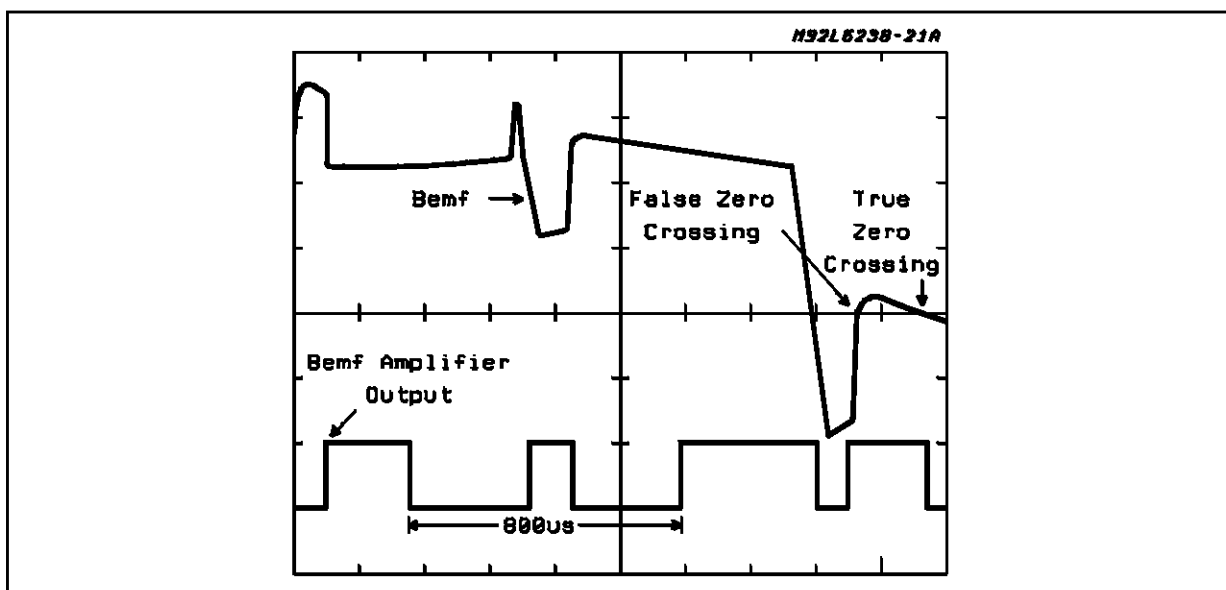 M92L6238-21A
Bemf
False Zero
Crossing
True
Zero
Crossing
Bemf Amplifier
Output
800us